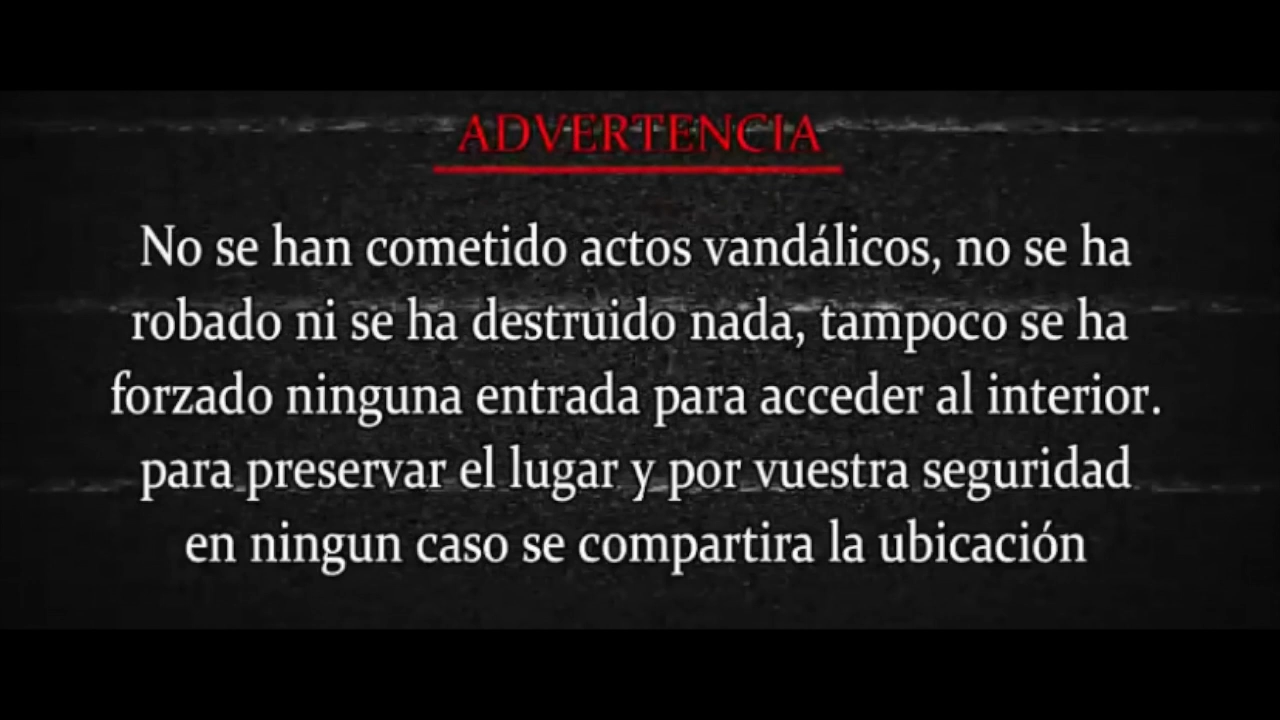 ADVERTENCIA
No se han cometido actos vandálicos, no se ha
robado ni se ha destruido nada, tampoco se ha
forzado ninguna entrada para acceder al interior.
para preservar el lugar y por vuestra seguridad
en ningun caso se compartira la ubicación